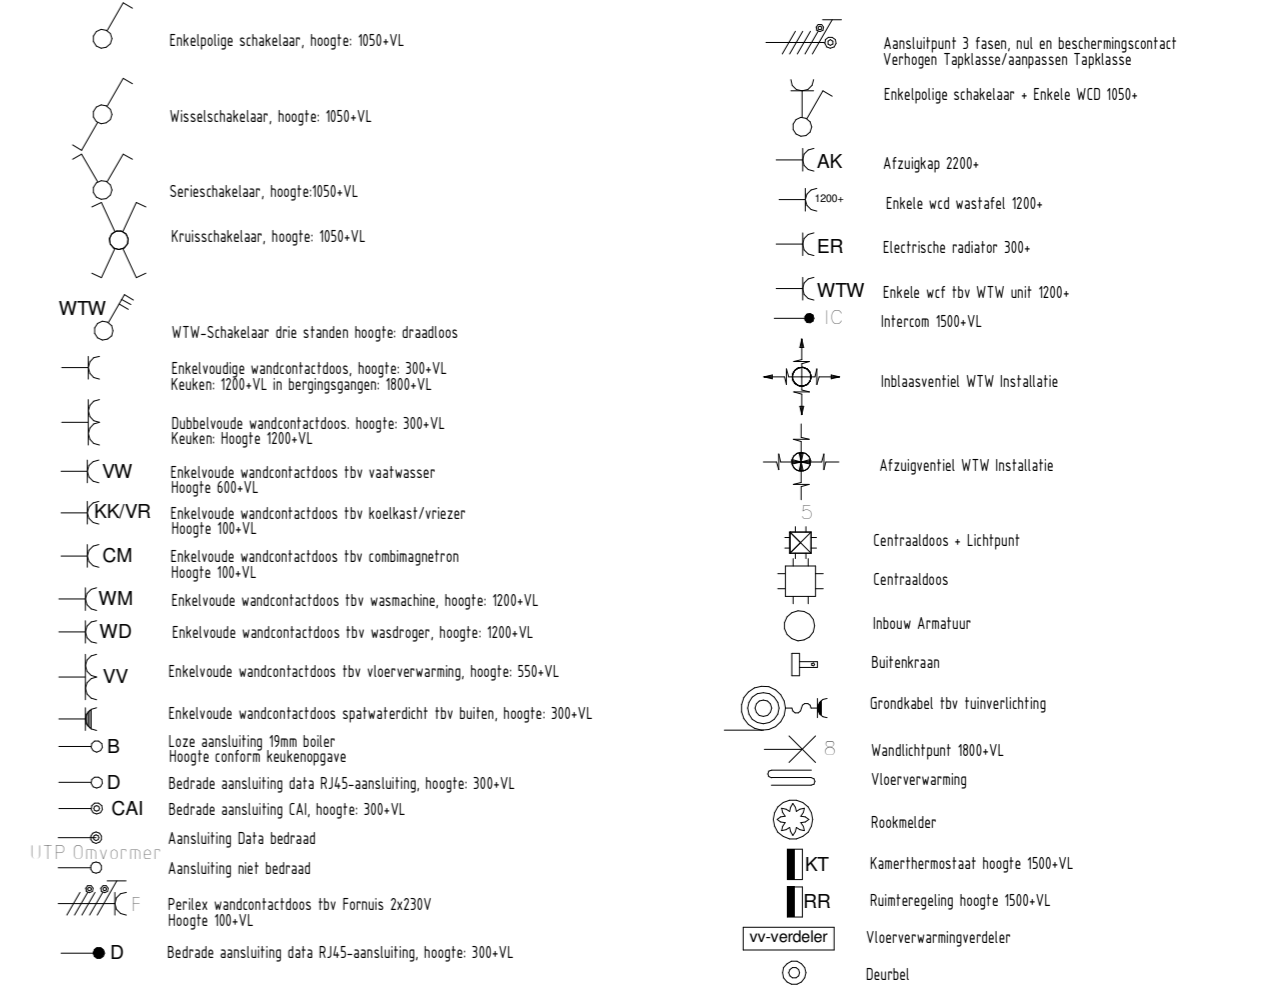 Enkelpolige schakelaar, hoogte: 1050+VL
Wisselschakelaar, hoogte: 1050+VL
Serieschakelaar, hoogte:1050+VL
Kruisschakelaar, hoogte: 1050+VL
WTW
WTW-Schakelaar drie standen hoogte: draadloos
Enkelvoudige wandcontactdoos, hoogte: 300+VL
Keuken: 1200+VL in bergingsgangen: 1800+VL
Dubbelvoude wandcontactdoos. hoogte: 300+VL
Keuken: Hoogte 1200+VL
VW Enkelvoude wandcontactdoos tbv vaatwasser
Hoogte 600+VL
KK/VR Enkelvoude wandcontactdoos tbv koelkast/vriezer
Hoogte 100+VL
CM Enkelvoude wandcontactdoos tbv combimagnetron
Hoogte 100+VL
WM Enkelvoude wandcontactdoos tbv wasmachine, hoogte: 1200+VL
WD Enkelvoude wandcontactdoos tbv wasdroger, hoogte: 1200+VL
VV Enkelvoude wandcontactdoos tbv vloerverwarming, hoogte: 550+VL
Enkelvoude wandcontactdoos spatwaterdicht tbv buiten, hoogte: 300+VL
B Loze aansluiting 19mm boiler
Hoogte conform keukenopgave
D Bedrade aansluiting data RJ45-aansluiting, hoogte: 300+VL
CAI Bedrade aansluiting CAI, hoogte: 300+VL
Aansluiting Data bedraad
UTP Omvormer
Aansluiting niet bedraad
F Perilex wandcontactdoos tbv Fornuis 2x230V
Hoogte 100+VL
D Bedrade aansluiting data RJ45-aansluiting, hoogte: 300+VL
Aansluitpunt 3 fasen, nul en beschermingscontact
Verhogen Tapklasse/aanpassen Tapklasse
Enkelpolige schakelaar + Enkele WCD 1050+
AK Afzuigkap 2200+
1200+ Enkele wcd wastafel 1200+
ER Electrische radiator 300+
WTW Enkele wcf tbv WTW unit 1200+
IC Intercom 1500+VL
Inblaasventiel WTW Installatie
Afzuigventiel WTW Installatie
5
Centraaldoos + Lichtpunt
Centraaldoos
Inbouw Armatuur
Buitenkraan
Grondkabel tbv tuinverlichting
8 Wandlichtpunt 1800+VL
Vloerverwarming
Rookmelder
KT Kamerthermostaat hoogte 1500+VL
RR Ruimteregeling hoogte 1500+VL
vv-verdeler Vloerverwarmingverdeler
Deurbel